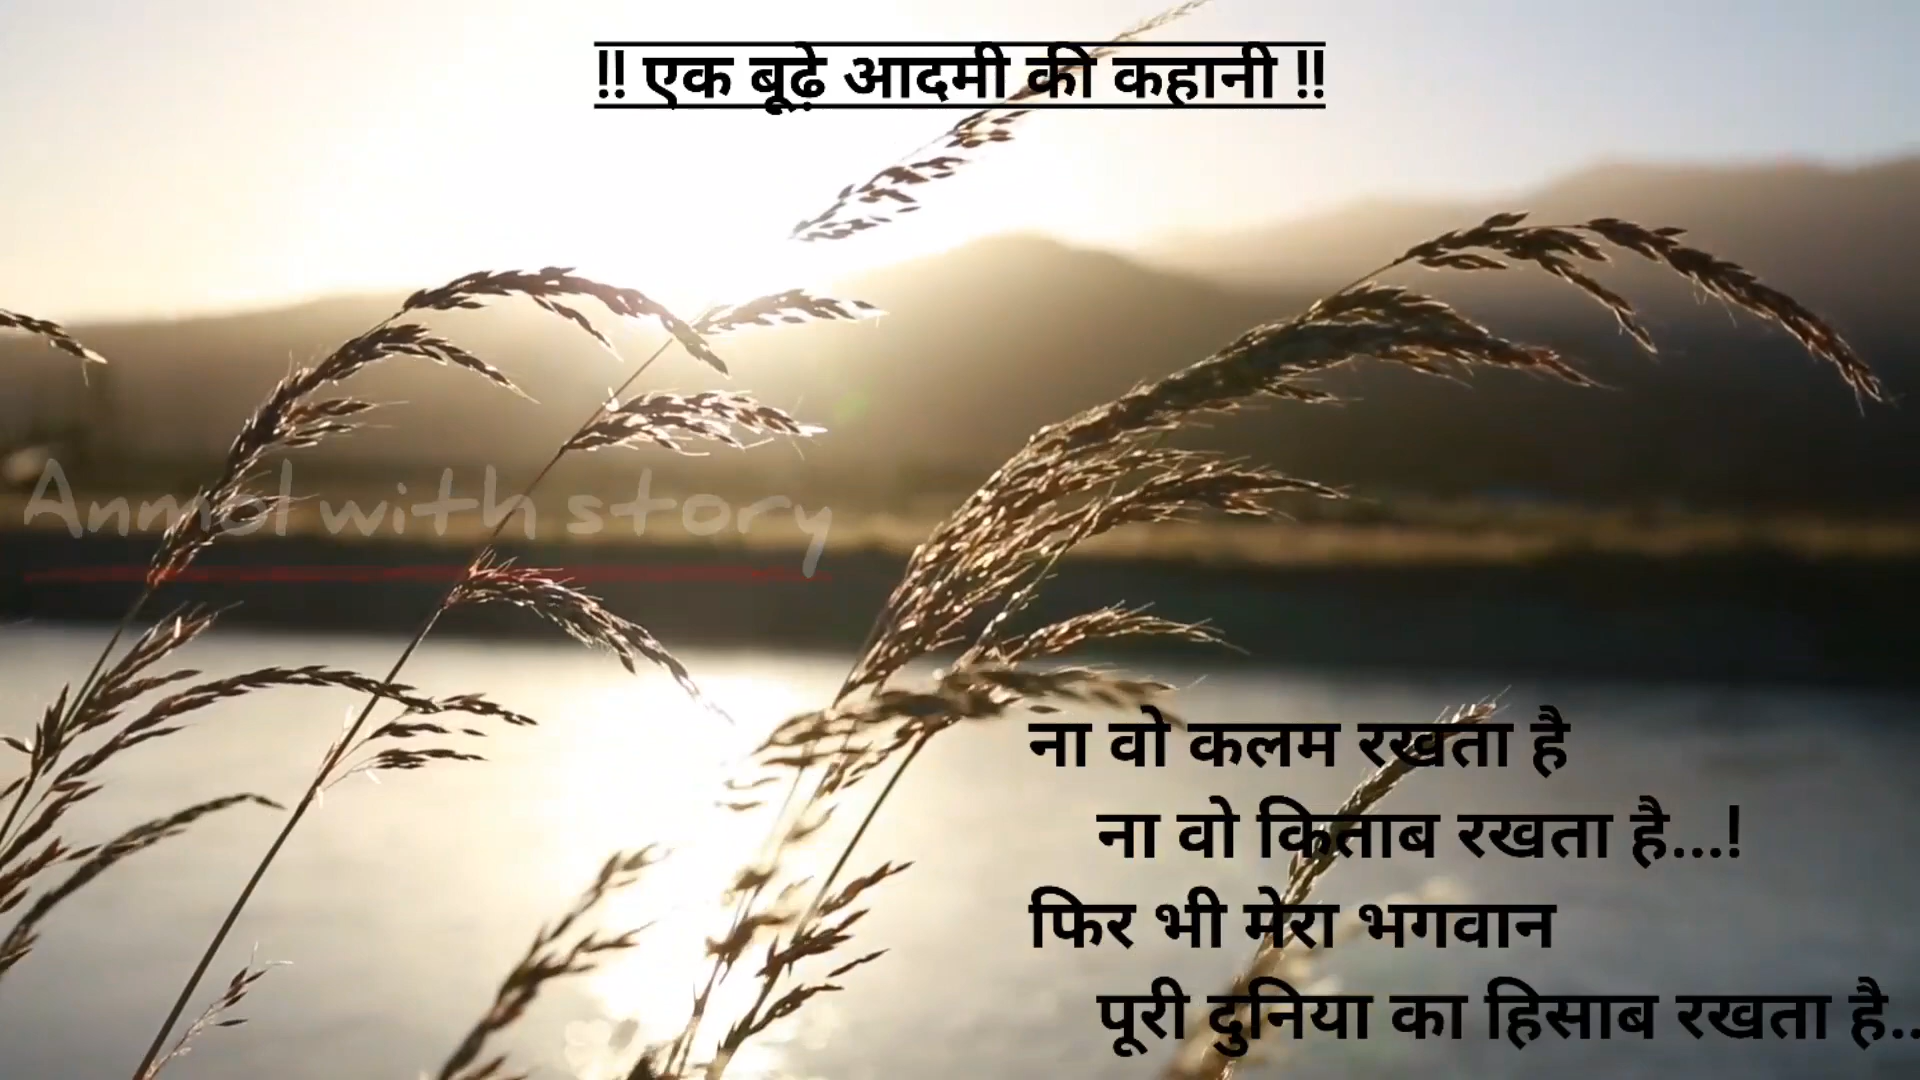 !! एक बूढ़े आदमी की कहानी !!
Anmol with story
ना वो कलम रखता है
ना वो किताब रखता है...!
फिर भी मेरा भगवान
पूरी दुनिया का हिसाब रखता है..